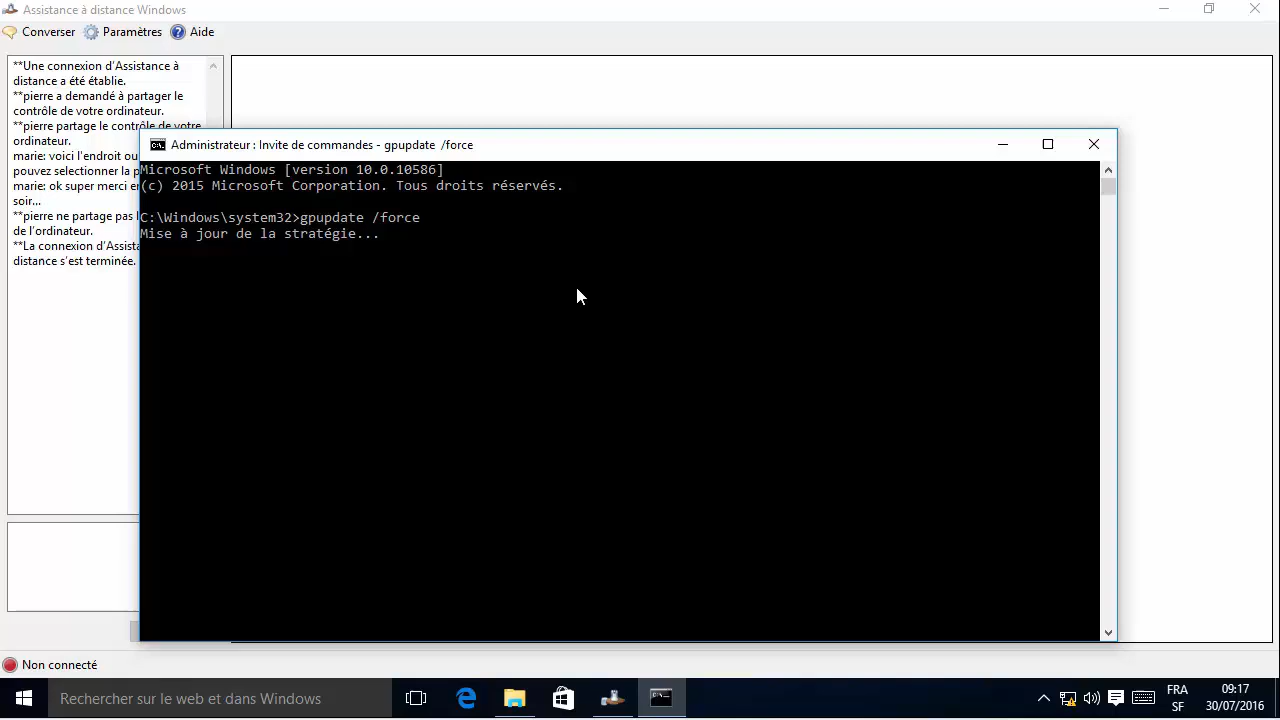 Assistance à distance Windows
Converser Paramètres Aide
**Une connexion d'Assistance à
distance a été établie.
**pierre a demandé à partager le
contrôle de votre ordinateur.
**pierre partage le contrôle de votre
ordinateur.
marie: voici l'endroit ou
pouvez selectionner la
marie: ok super merci
soir...
**pierre ne partage pas
de l'ordinateur.
**La connexion
distance s'est terminée.
Administrateur : Invite de commandes - gpupdate /force
Microsoft Windows [version 10.0.10586]
(c) 2015 Microsoft Corporation. Tous droits réservés.
C:\Windows\system32>gpupdate /force
Mise à jour de la stratégie...
Non connecté
Rechercher sur le web et dans Windows
FRA
SF
09:17
30/07/2016